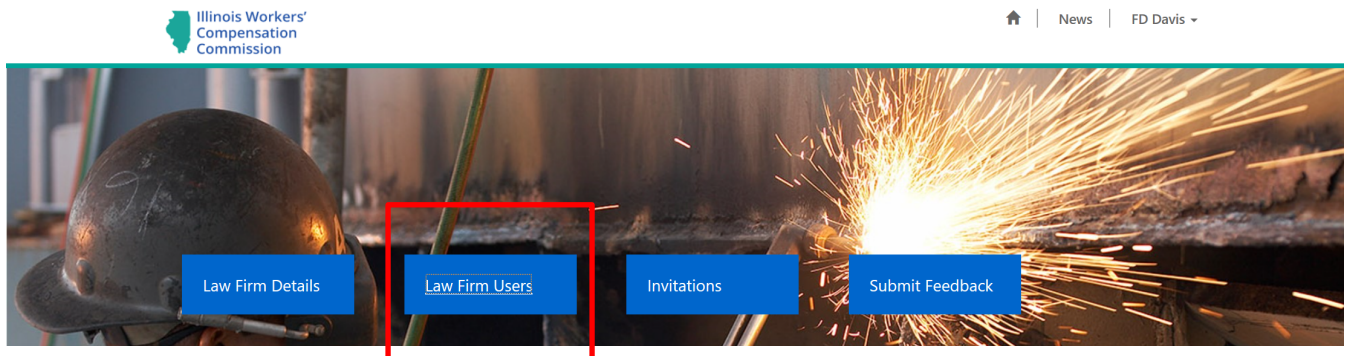 Illinois Workers'
Compensation
Commission
News
FD Davis
Law Firm Details
Law Firm Users
Invitations
Submit Feedback